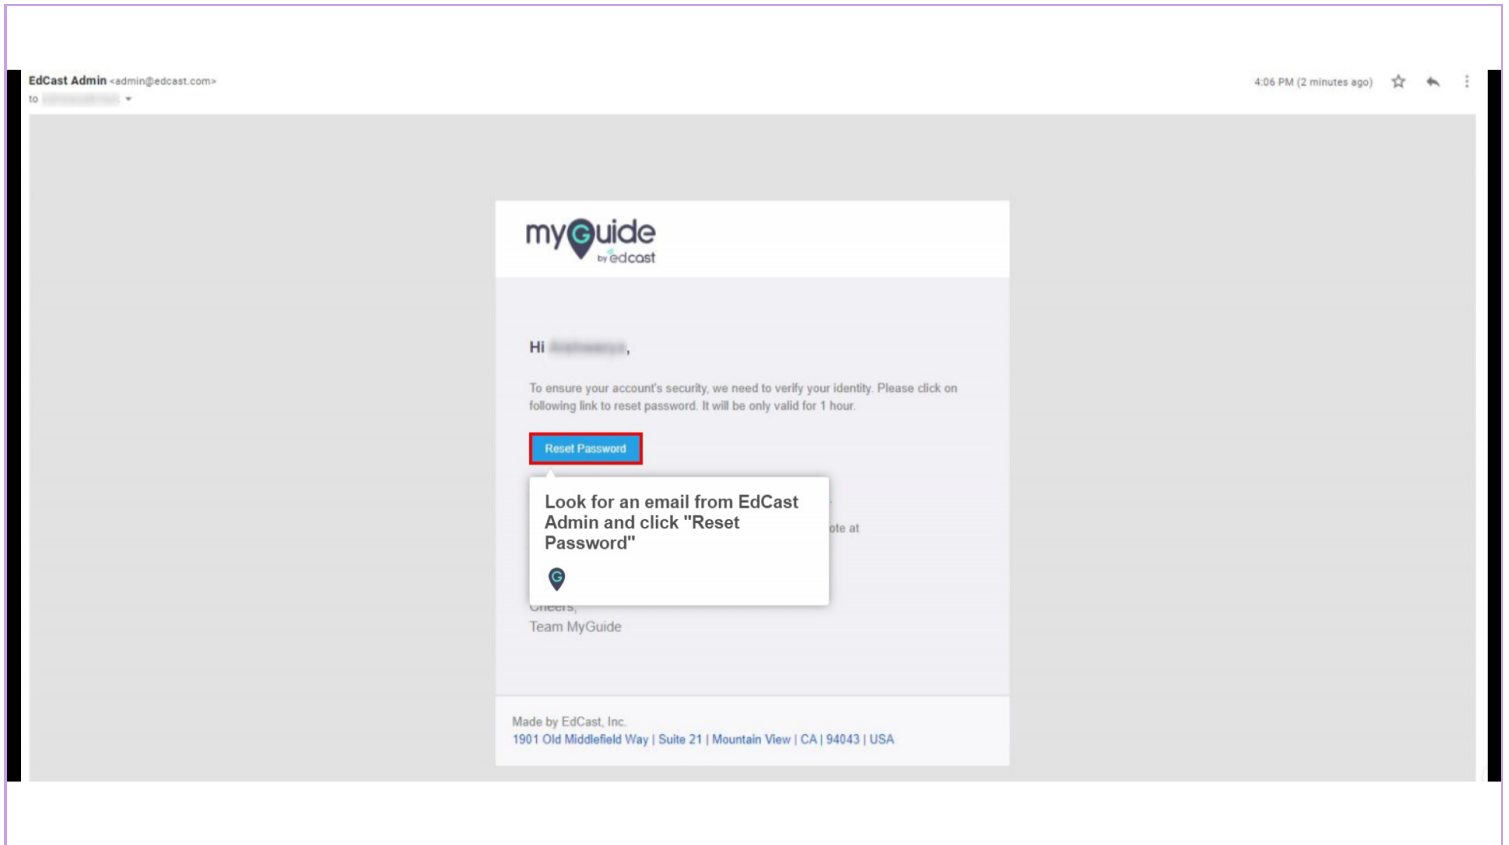 EdCast Admin <admin@edcast.com>
4:06 PM (2 minutes ago)
to
myGuide
by edcast
Hi ,
To ensure your account's security, we need to verify your identity. Please click on
following link to reset password. It will be only valid for 1 hour.
Reset Password
Look for an email from EdCast
Admin and click "Reset
Password"
ote at
Cheers,
Team MyGuide
Made by EdCast, Inc.
1901 Old Middlefield Way | Suite 21 | Mountain View | CA | 94043 | USA